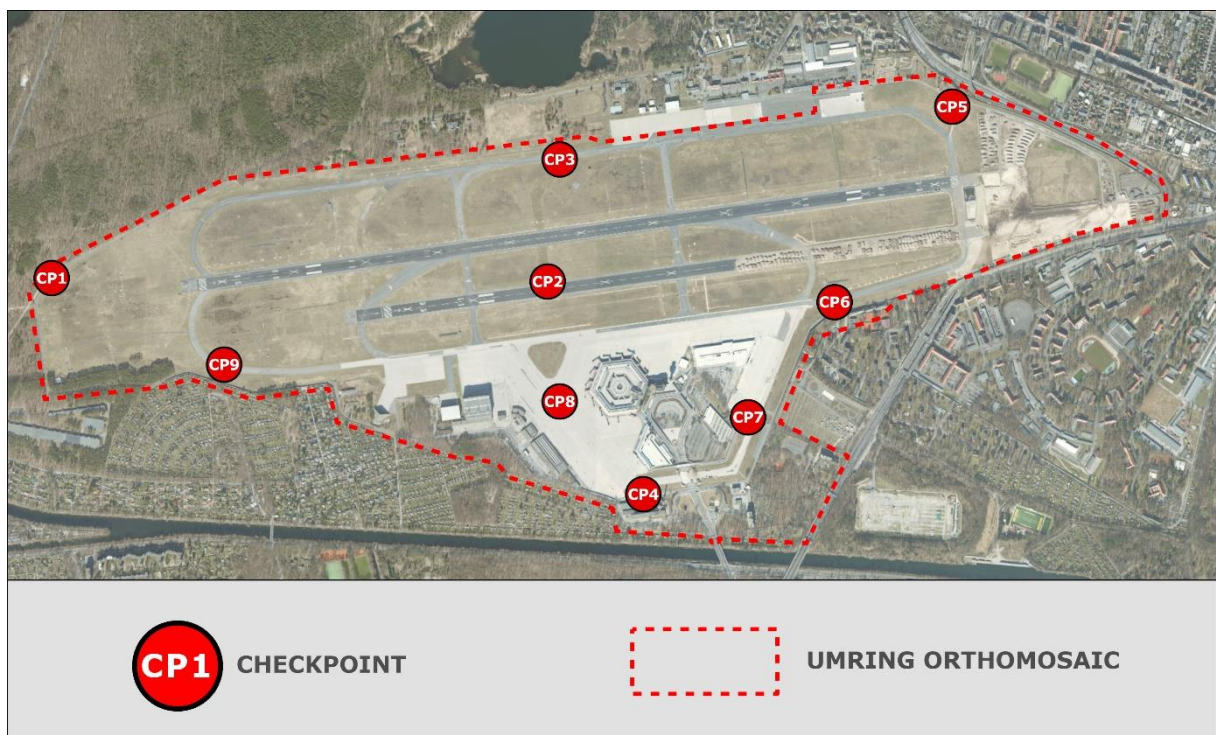 CP5
CP3
CP1
CP2
CP6
CP9
CP8
CP7
CP4
CP1 CHECKPOINT
UMRING ORTHOMOSAIC